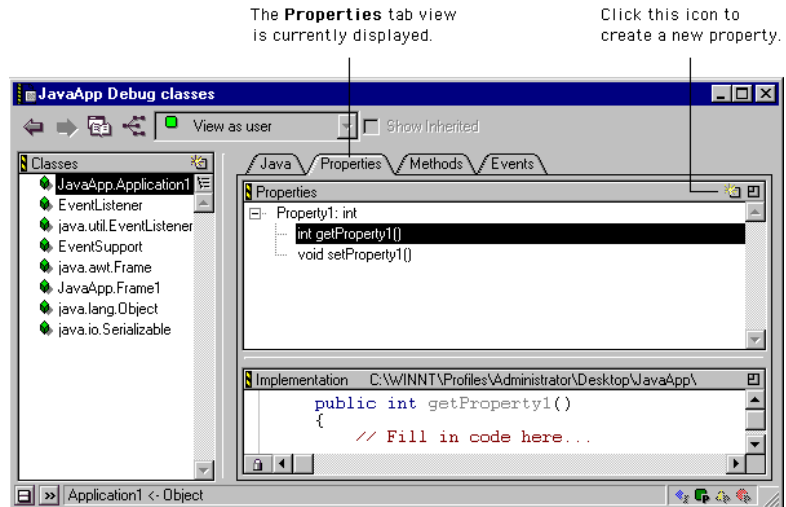 The Properties tab view
is currently displayed.
Click this icon to
create a new property.
JavaApp Debug classes
View as user
Show Inherited
Classes
JavaApp.Application1
EventListener
java.util.EventListener
EventSupport
java.awt.Frame
JavaApp.Frame1
java.lang.Object
java.io.Serializable
Java Properties Methods Events
Properties
Property1: int
int getProperty1()
void setProperty1()
Implementation C:\WINNT\Profiles\Administrator\Desktop\JavaApp\
public int getProperty1()
{
// Fill in code here...
Application1 <- Object